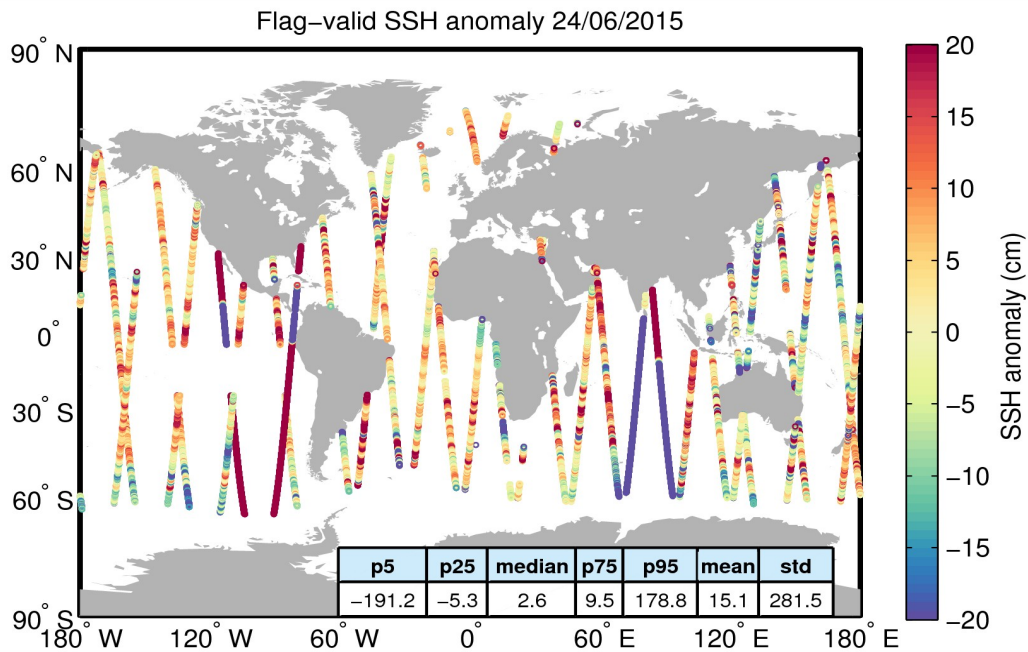 Flag−valid SSH anomaly 24/06/2015
90° N
60° N
30° N
0°
30° S
60° S
90° S
180° W
120° W
60° W
0°
60° E
120° E
180° E
p5 p25 median p75 p95 mean std
−191.2 −5.3 2.6 9.5 178.8 15.1 281.5
20
15
10
5
0
−5
−10
−15
−20
SSH anomaly (cm)